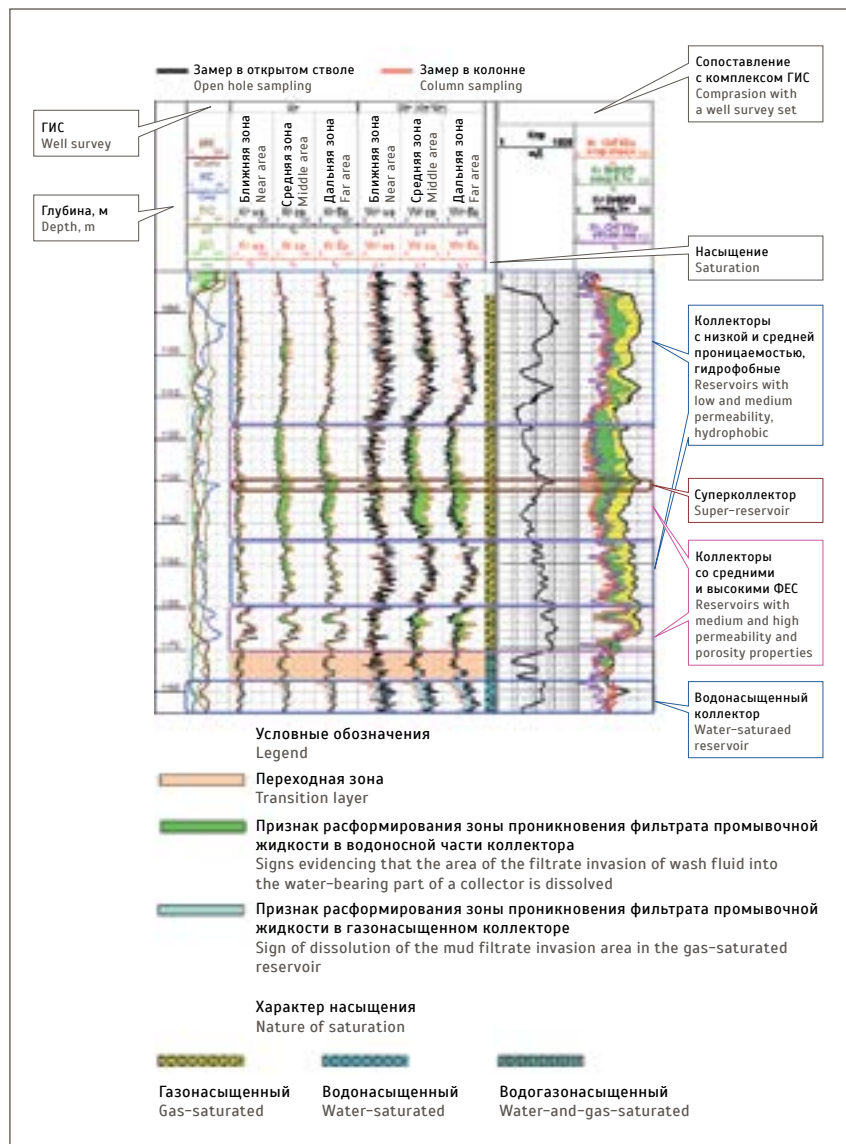 Замер в открытом стволе
Open hole sampling
Замер в колонне
Column sampling
Сопоставление
с комплексом ГИС
Comprasion with
a well survey set
ГИС
Well survey
Глубина, м
Depth, m
Ближняя зона
Near area
Средняя зона
Middle area
Дальняя зона
Far area
Ближняя зона
Near area
Средняя зона
Middle area
Дальняя зона
Far area
Насыщение
Saturation
Коллекторы
с низкой и средней
проницаемостью,
гидрофобные
Reservoirs with
low and medium
permeability,
hydrophobic
Суперколлектор
Super-reservoir
Коллекторы
со средними
и высокими ФЕС
Reservoirs with
medium and high
permeability and
porosity properties
Водонасыщенный
коллектор
Water-saturaed
reservoir
Условные обозначения
Legend
Переходная зона
Transition layer
Признак расформирования зоны проникновения фильтрата промывочной
жидкости в водоносной части коллектора
Signs evidencing that the area of the filtrate invasion of wash fluid into
the water-bearing part of a collector is dissolved
Признак расформирования зоны проникновения фильтрата промывочной
жидкости в газонасыщенном коллекторе
Sign of dissolution of the mud filtrate invasion area in the gas-saturated
reservoir
Характер насыщения
Nature of saturation
Газонасыщенный
Gas-saturated
Водонасыщенный
Water-saturated
Водогазонасыщенный
Water-and-gas-saturated